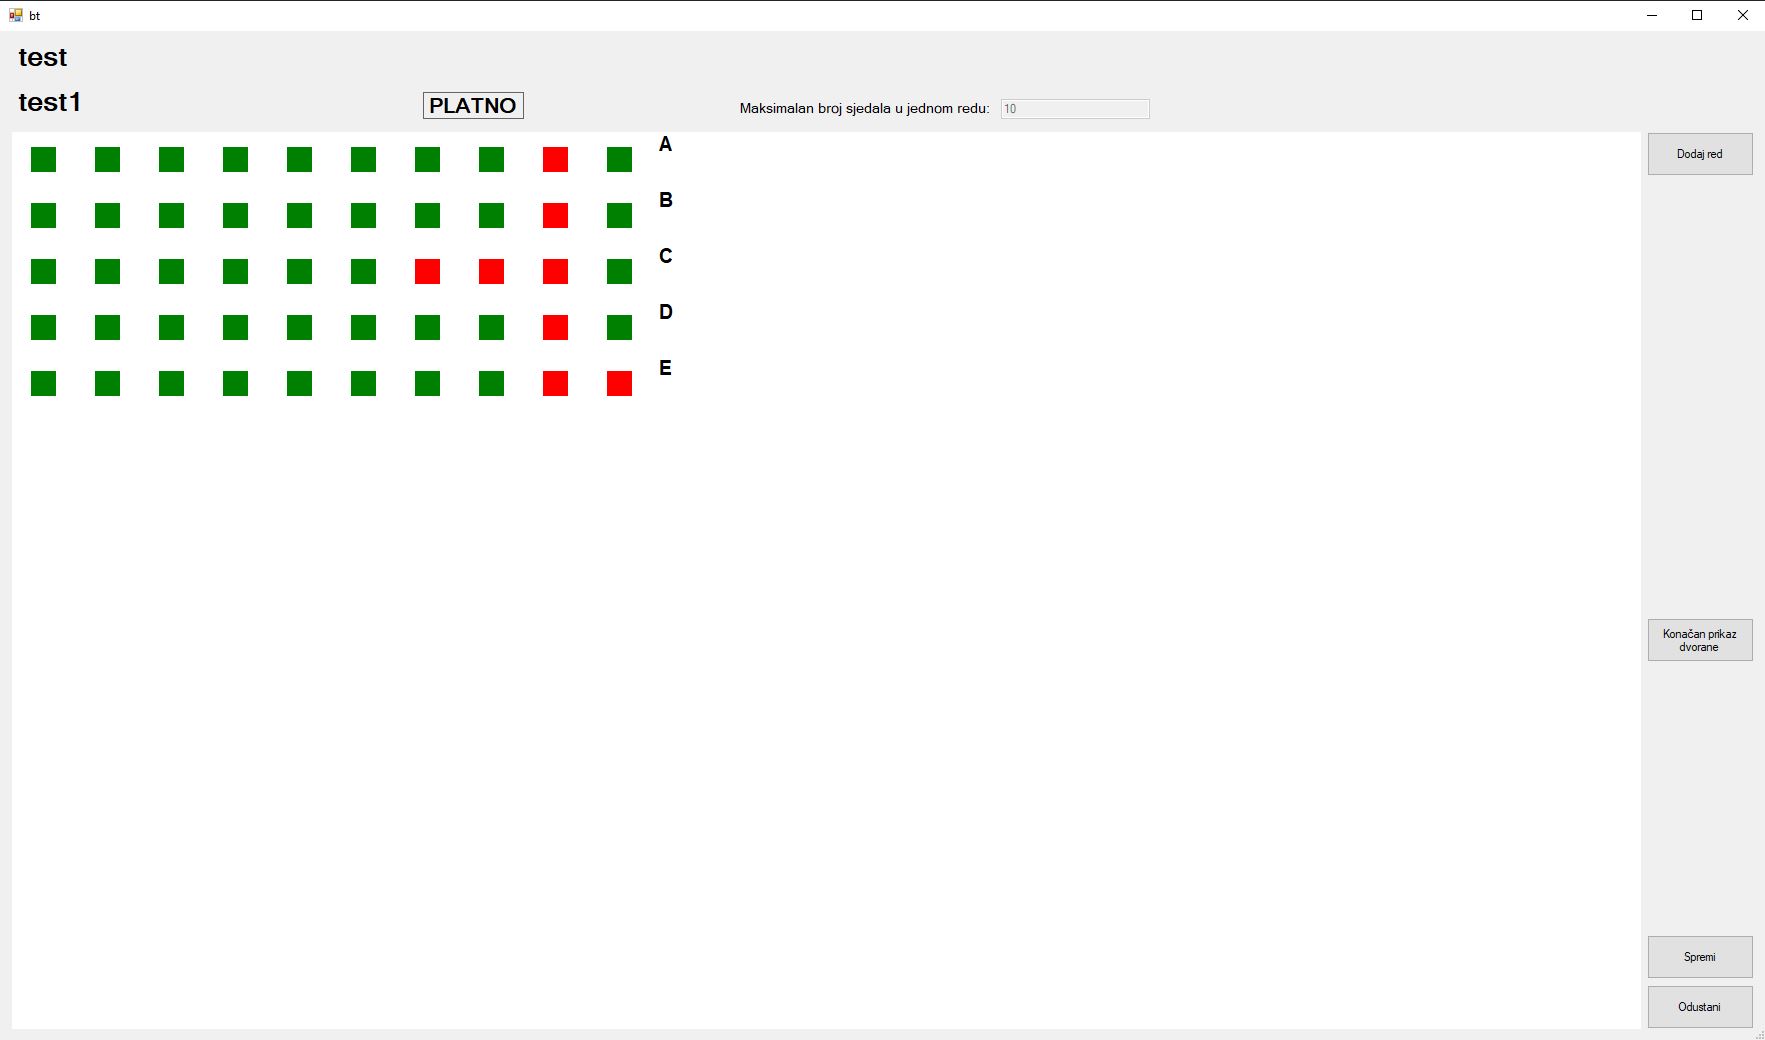 bt
test
test1
PLATNO
Maksimalan broj sjedala u jednom redu: 10
A
Dodaj red
B
C
D
E
Konačan prikaz
dvorane
Spremi
Odustani